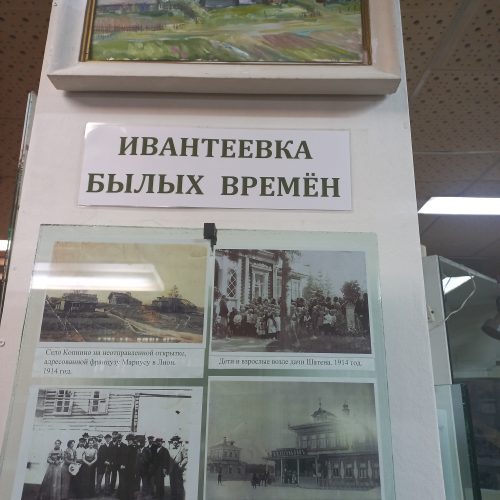 ИВАНТЕЕВКА
БЫЛЫХ ВРЕМЁН
Село Копнино на неотправленной открытке,
адресованной французу Мариусу в Лион.
1914 год.
Дети и взрослые возле дачи Шатена. 1914 год.